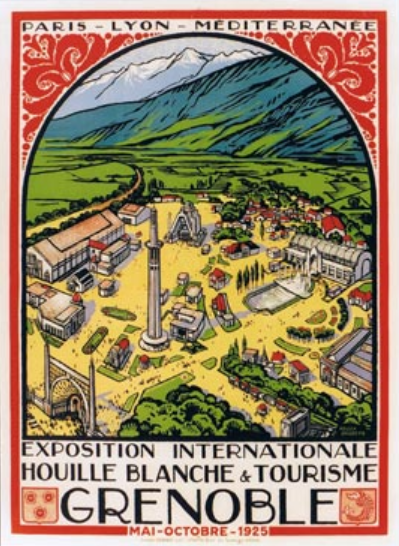 PARIS - LYON - MÉDITERRANÉE
EXPOSITION INTERNATIONALE
HOUILLE BLANCHE & TOURISME
GRENOBLE
MAI-OCTOBRE-1925